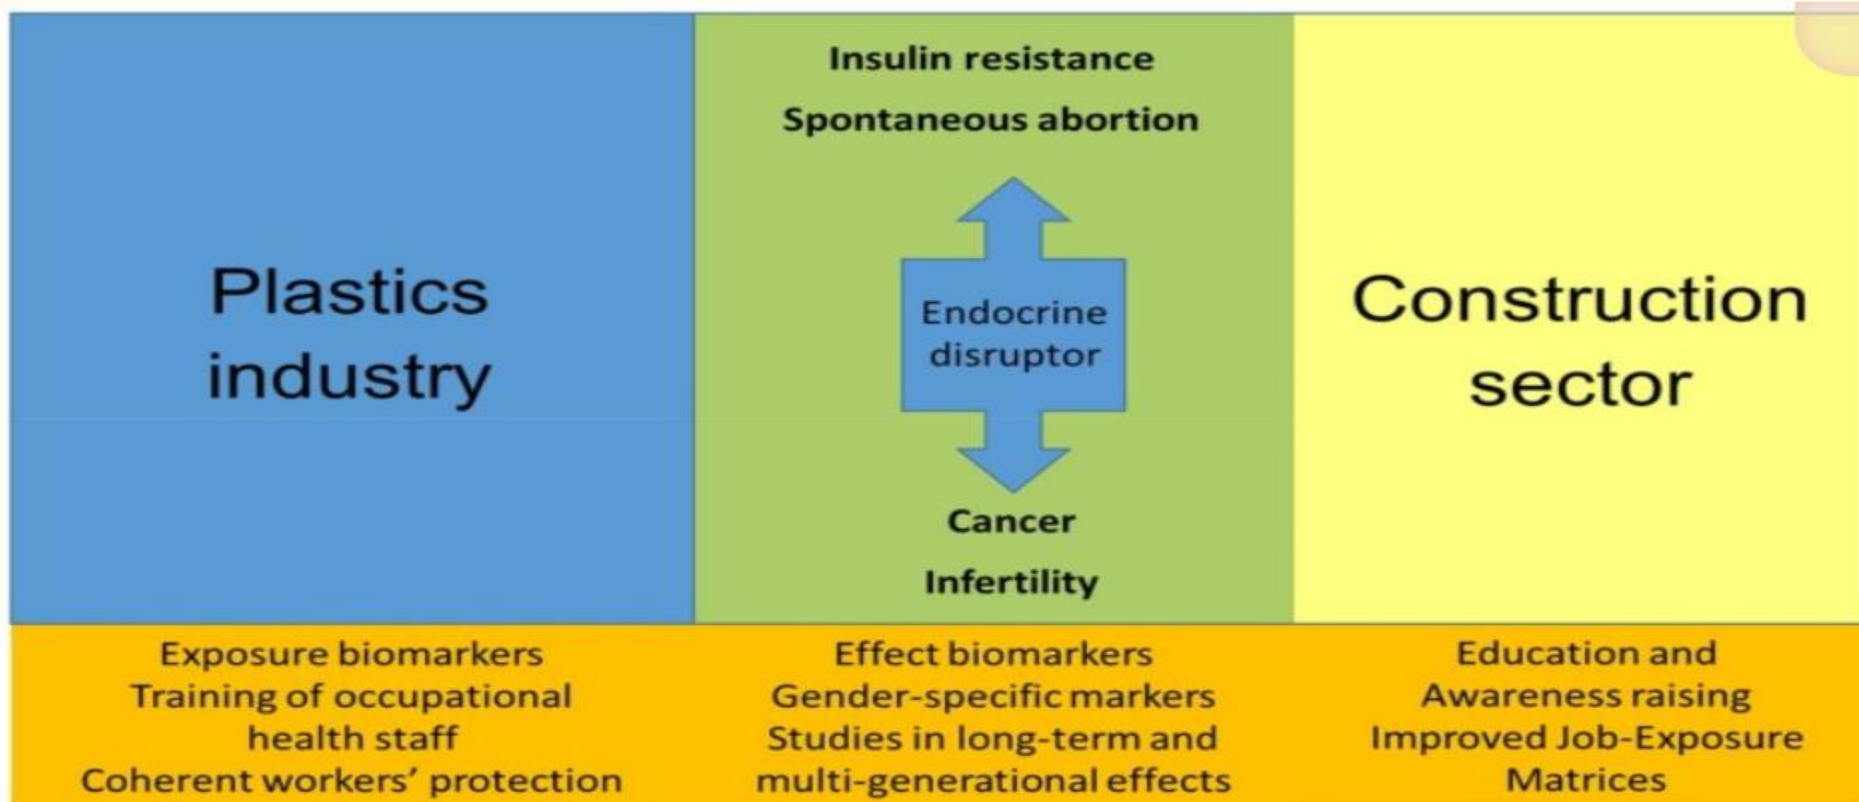 Plastics
industry
Insulin resistance
Spontaneous abortion
Endocrine
disruptor
Cancer
Infertility
Construction
sector
Exposure biomarkers
Training of occupational
health staff
Coherent workers’ protection
Effect biomarkers
Gender-specific markers
Studies in long-term and
multi-generational effects
Education and
Awareness raising
Improved Job-Exposure
Matrices